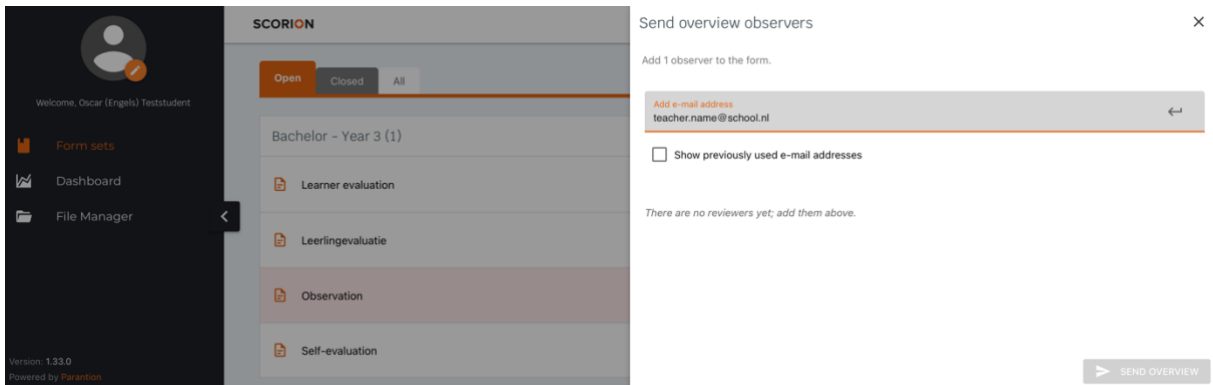 SCORION
Welcome, Oscar (Engels) Teststudent
Form sets
Dashboard
File Manager
Version: 1.33.0
Powered by Parantion
Open
Closed
All
Bachelor - Year 3 (1)
Learner evaluation
Leerlingevaluatie
Observation
Self-evaluation
Send overview observers
Add 1 observer to the form.
Add e-mail address
teacher.name@school.nl
Show previously used e-mail addresses
There are no reviewers yet; add them above.
SEND OVERVIEW